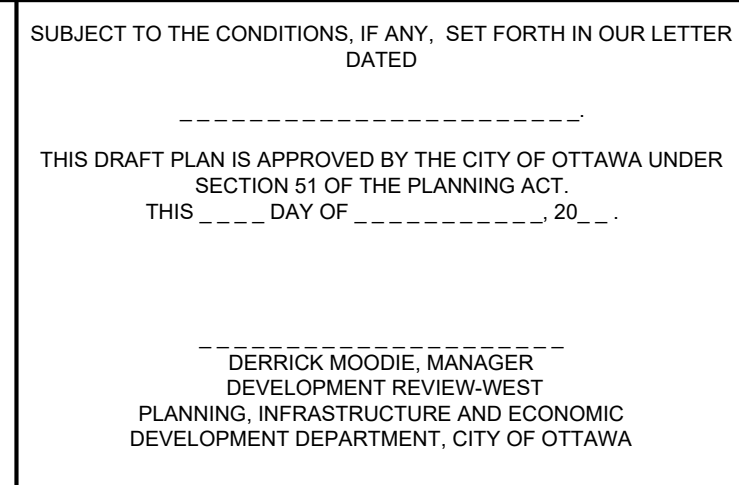 SUBJECT TO THE CONDITIONS, IF ANY, SET FORTH IN OUR LETTER
DATED
_ _ _ _ _ _ _ _ _ _ _ _ _ _ _ _ _ _ _ _ _ _ _.
THIS DRAFT PLAN IS APPROVED BY THE CITY OF OTTAWA UNDER
SECTION 51 OF THE PLANNING ACT.
THIS _ _ _ _ DAY OF _ _ _ _ _ _ _ _ _ _ _, 20_ _ .
_ _ _ _ _ _ _ _ _ _ _ _ _ _ _ _ _ _ _ _ _
DERRICK MOODIE, MANAGER
DEVELOPMENT REVIEW-WEST
PLANNING, INFRASTRUCTURE AND ECONOMIC
DEVELOPMENT DEPARTMENT, CITY OF OTTAWA